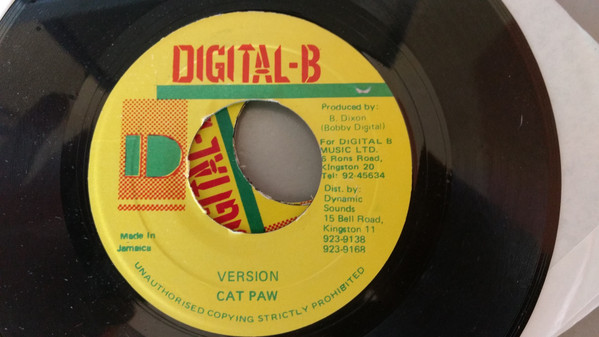 DIGITAL-B
Produced by:
B. Dixon
(Bobby Digital)
For DIGITAL B
MUSIC LTD.
6 Rons Road,
Kingston 20
Tel: 92-45634
Dist. by:
Dynamic
Sounds
15 Bell Road,
Kingston 11
923-9138
923-9168
D
Made In
Jamaica
VERSION
CAT PAW
UNAUTHORISED COPYING STRICTLY PROHIBITED